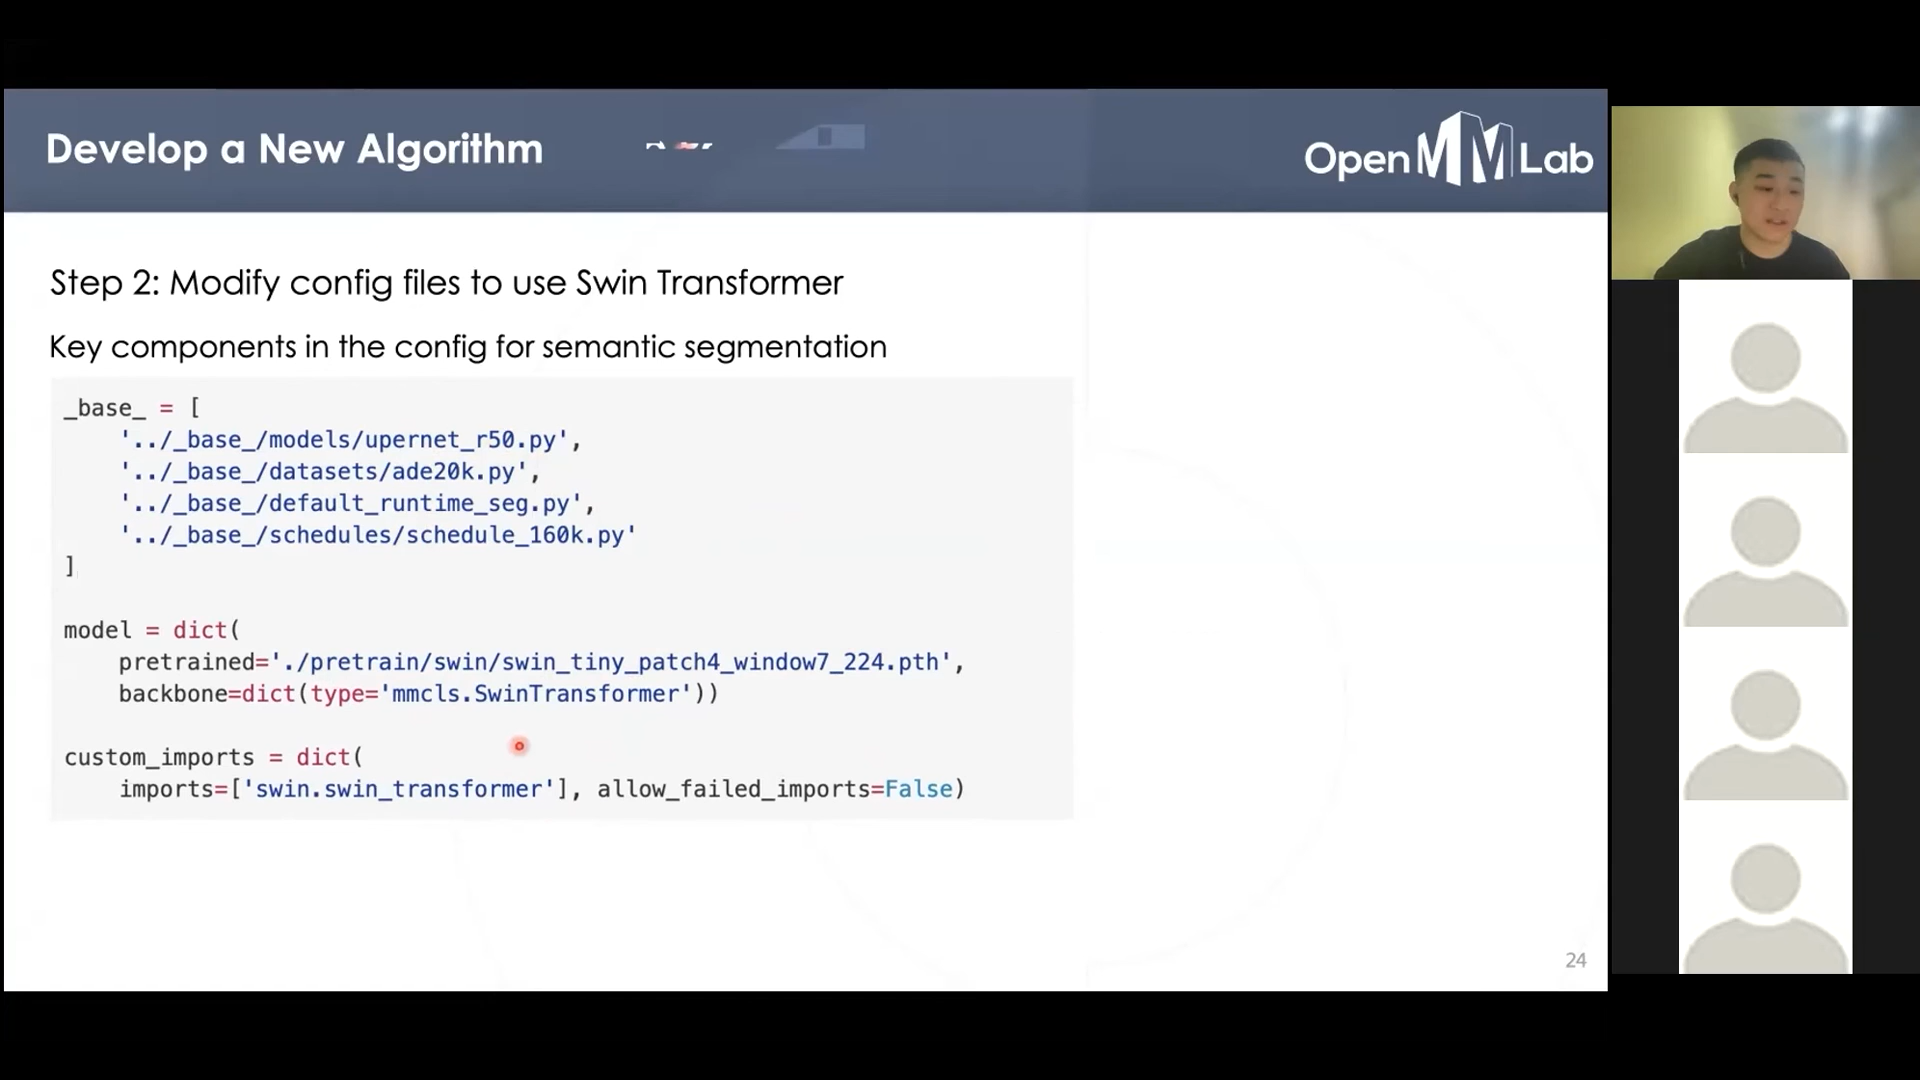 Develop a New Algorithm
OpenMMLab
Step 2: Modify config files to use Swin Transformer
Key components in the config for semantic segmentation
_base_ = [
    '../_base_/models/upernet_r50.py',
    '../_base_/datasets/ade20k.py',
    '../_base_/default_runtime_seg.py',
    '../_base_/schedules/schedule_160k.py'
]
model = dict(
    pretrained='./pretrain/swin/swin_tiny_patch4_window7_224.pth',
    backbone=dict(type='mmcls.SwinTransformer'))
custom_imports = dict(
    imports=['swin.swin_transformer'], allow_failed_imports=False)
24